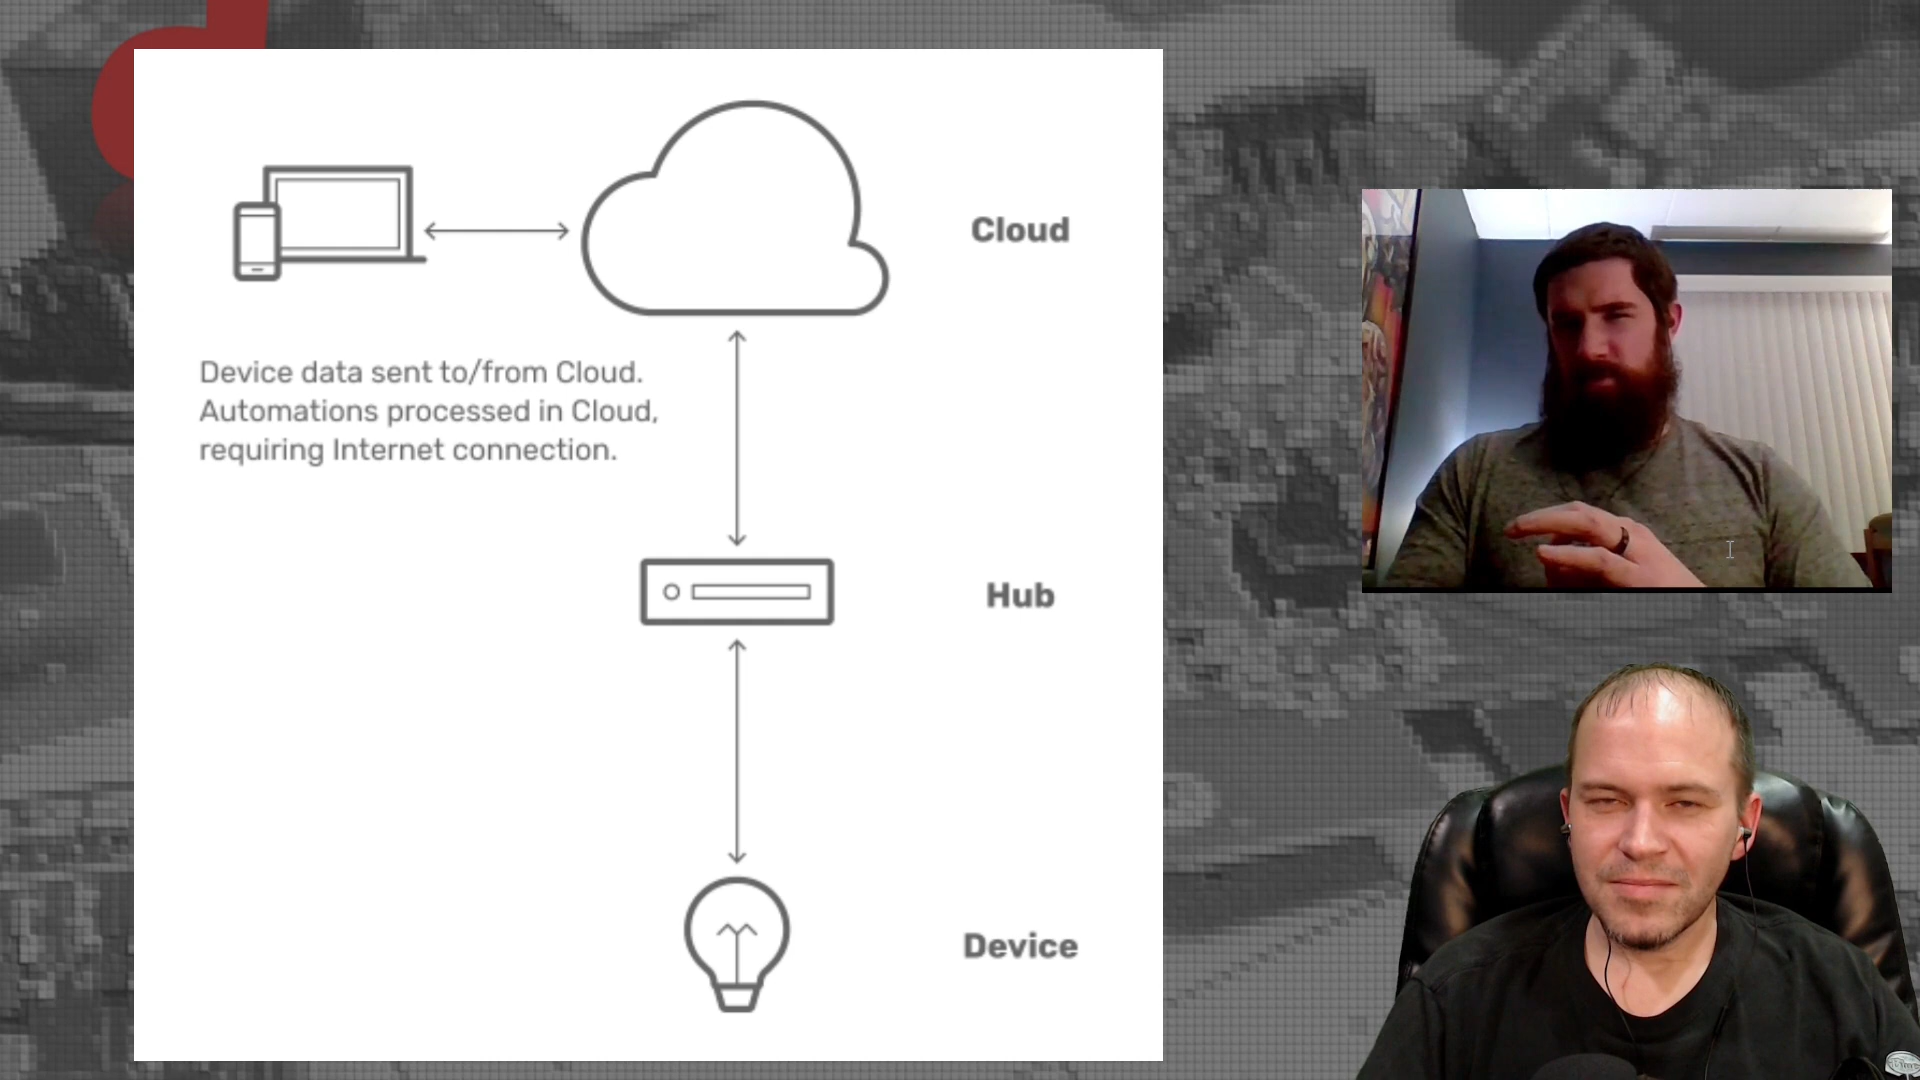 Cloud
Device data sent to/from Cloud.
Automations processed in Cloud,
requiring Internet connection.
Hub
Device